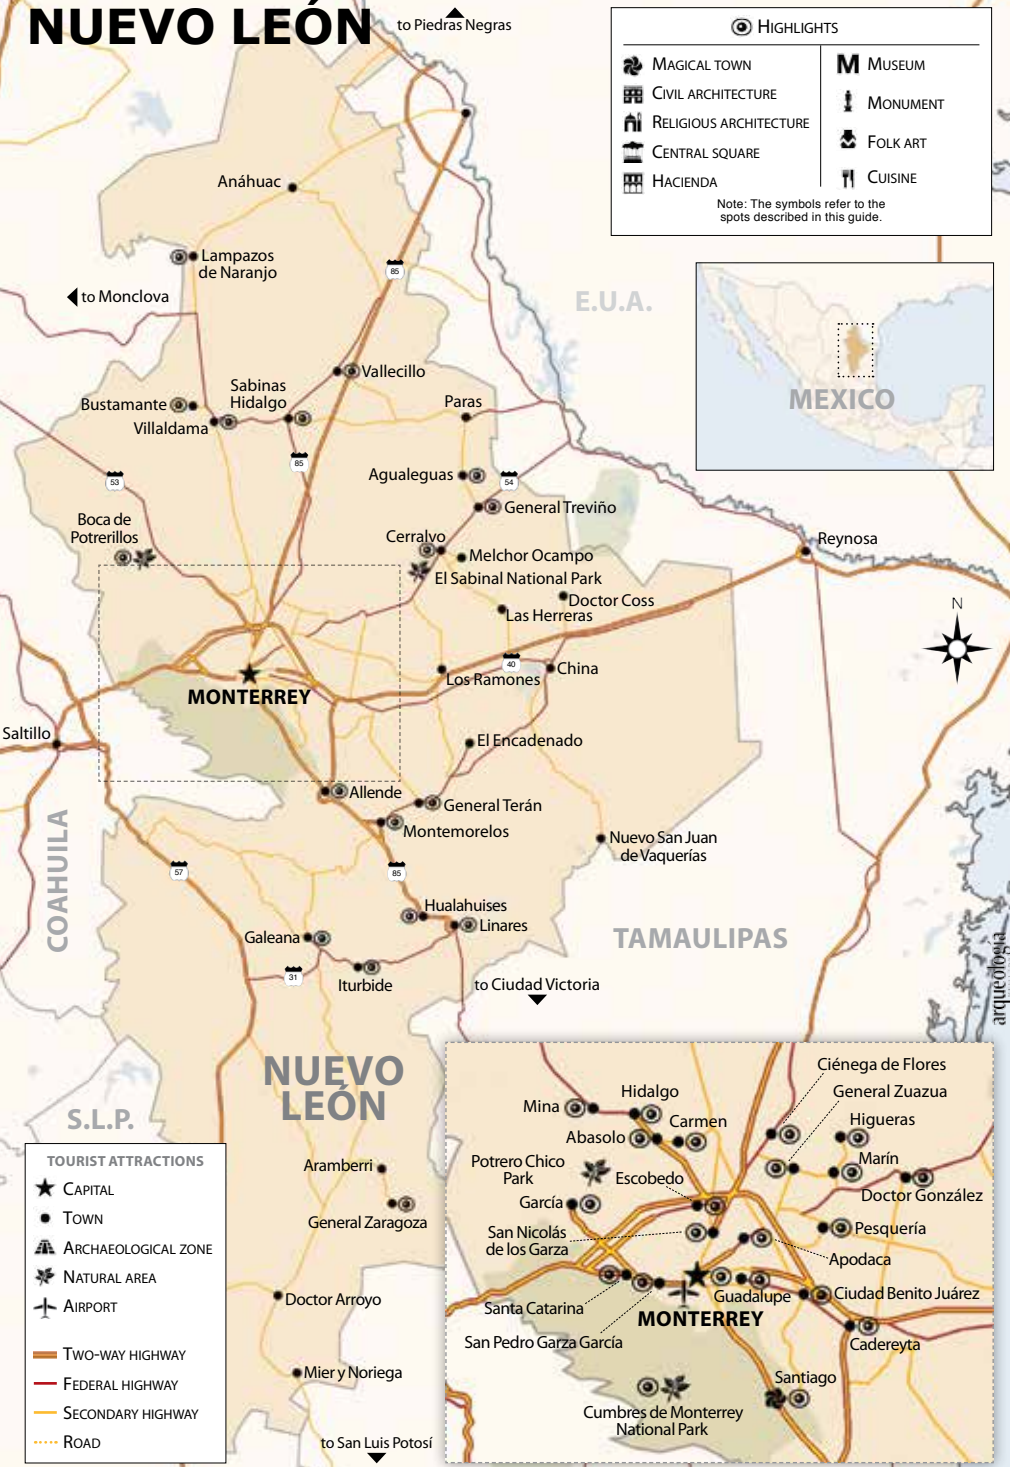 NUEVO LEÓN
to Piedras Negras
HIGHLIGHTS
MAGICAL TOWN
CIVIL ARCHITECTURE
RELIGIOUS ARCHITECTURE
CENTRAL SQUARE
HACIENDA
M MUSEUM
MONUMENT
FOLK ART
CUISINE
Note: The symbols refer to the
spots described in this guide.
Anáhuac
Lampazos
de Naranjo
85
to Monclova
E.U.A.
MEXICO
Vallecillo
Sabinas
Hidalgo
Bustamante
Villaldama
Paras
85
53
Agualeguas
54
General Treviño
Boca de
Potrerillos
Cerralvo
Melchor Ocampo
El Sabinal National Park
Reynosa
Doctor Coss
Las Herreras
N
40
China
Los Ramones
MONTERREY
Saltillo
El Encadenado
Allende
General Terán
Montemorelos
Nuevo San Juan
de Vaquerías
COAHUILA
57
85
Hualahuises
Linares
Galeana
TAMAULIPAS
31
Iturbide
to Ciudad Victoria
arqueología
NUEVO
LEÓN
S.L.P.
Aramberri
General Zaragoza
Doctor Arroyo
Mier y Noriega
to San Luis Potosí
TOURIST ATTRACTIONS
CAPITAL
TOWN
ARCHAEOLOGICAL ZONE
NATURAL AREA
AIRPORT
TWO-WAY HIGHWAY
FEDERAL HIGHWAY
SECONDARY HIGHWAY
ROAD
Ciénega de Flores
General Zuazua
Hidalgo
Mina
Carmen
Higueras
Abasolo
Marín
Potrero Chico
Park
Escobedo
Doctor González
García
Pesquería
San Nicolás
de los Garza
Apodaca
Guadalupe
Ciudad Benito Juárez
Santa Catarina
MONTERREY
San Pedro Garza García
Cadereyta
Santiago
Cumbres de Monterrey
National Park